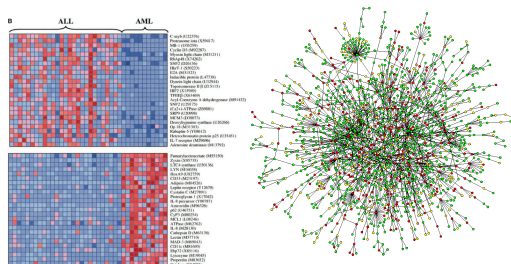 B
ALL
AML
C-myb (U22376)
Proteasome iota (X59417)
MB-1 (U05259)
Cyclin D3 (M92287)
Myosin light chain (M31211)
RbAp48 (X74262)
SNF2 (D26156)
HkrT-1 (S50223)
E2A (M31523)
Inducible protein (L47738)
Dynein light chain (U32944)
Topoisomerase II β (Z15115)
IRF2 (X15949)
TFIIEβ (X63469)
Acyl-Coenzyme A dehydrogenase (M91432)
SNF2 (U29175)
(Ca2+)-ATPase (Z69881)
SRP9 (U20998)
MCM3 (D38073)
Deoxyhypusine synthase (U26266)
Op 18 (M31303)
Rabaptin-5 (Y08612)
Heterochromatin protein p25 (U35451)
IL-7 receptor (M29696)
Adenosine deaminase (M13792)
Fumarylacetoacetate (M55150)
Zyxin (X95735)
LTC4 synthase (U50136)
LYN (M16038)
HoxA9 (U82759)
CD33 (M23197)
Adipsin (M84526)
Leptin receptor (Y12670)
Cystatin C (M27891)
Proteoglycan 1 (X17042)
IL-8 precursor (Y00787)
Azurocidin (M96326)
p62 (U46751)
CyP3 (M80254)
MCL1 (L08246)
ATPase (M62762)
IL-8 (M28130)
Cathepsin D (M63138)
Lectin (M57710)
MAD-3 (M69043)
CD11c (M81695)
Ebp72 (X85116)
Lysozyme (M19045)
Properdin (M83652)